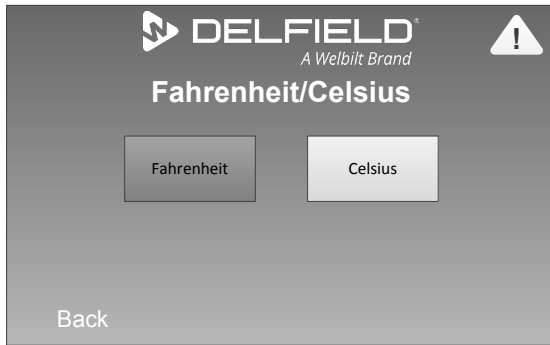 DELFIELD®
A Welbilt Brand
!
Fahrenheit/Celsius
Fahrenheit
Celsius
Back